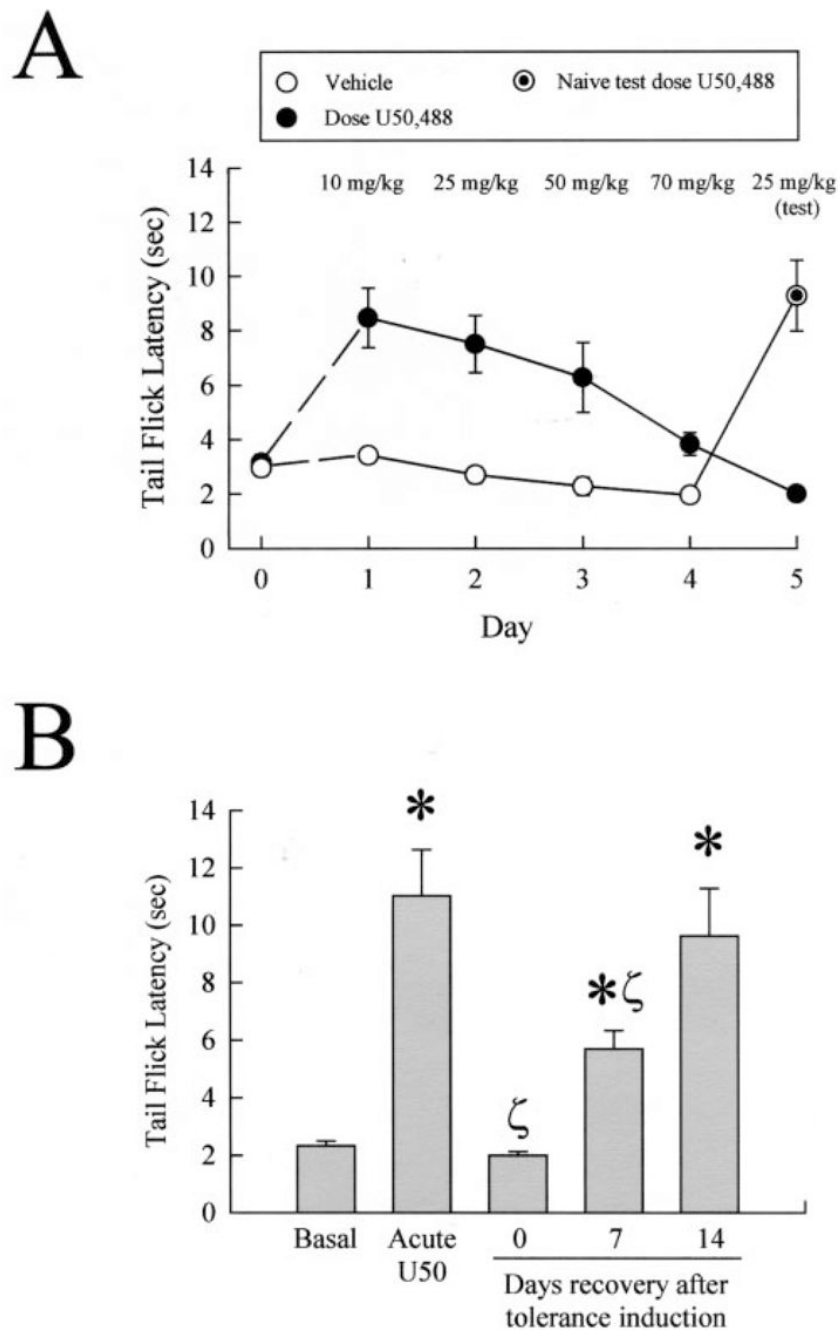 A
Vehicle
Naive test dose U50,488
Dose U50,488
10 mg/kg 25 mg/kg 50 mg/kg 70 mg/kg 25 mg/kg
(test)
Tail Flick Latency (sec)
14
12
10
8
6
4
2
0
0 1 2 3 4 5
Day
B
Tail Flick Latency (sec)
14
12
10
8
6
4
2
0
*
ζ
*ζ
*
Basal Acute 0 7 14
U50
Days recovery after
tolerance induction